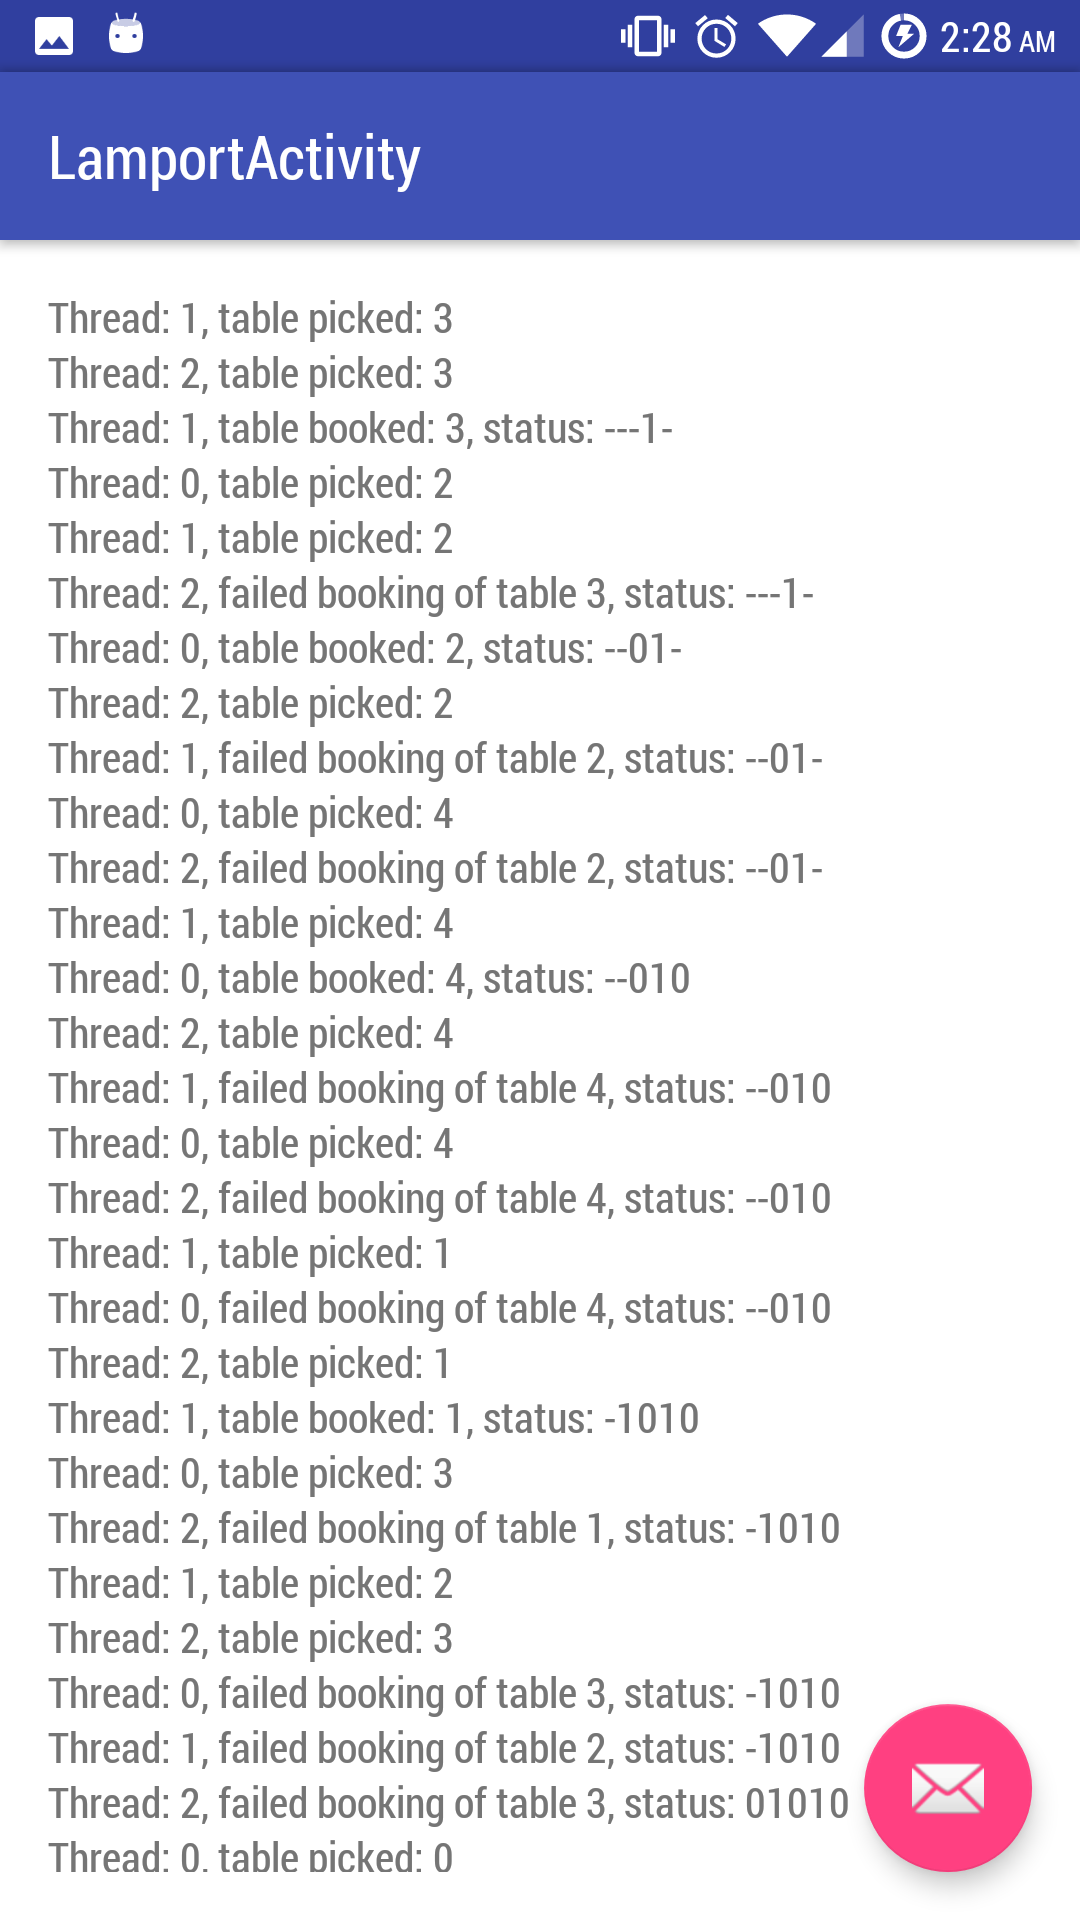 2:28 AM
LamportActivity
Thread: 1, table picked: 3
Thread: 2, table picked: 3
Thread: 1, table booked: 3, status: ---1-
Thread: 0, table picked: 2
Thread: 1, table picked: 2
Thread: 2, failed booking of table 3, status: ---1-
Thread: 0, table booked: 2, status: --01-
Thread: 2, table picked: 2
Thread: 1, failed booking of table 2, status: --01-
Thread: 0, table picked: 4
Thread: 2, failed booking of table 2, status: --01-
Thread: 1, table picked: 4
Thread: 0, table booked: 4, status: --010
Thread: 2, table picked: 4
Thread: 1, failed booking of table 4, status: --010
Thread: 0, table picked: 4
Thread: 2, failed booking of table 4, status: --010
Thread: 1, table picked: 1
Thread: 0, failed booking of table 4, status: --010
Thread: 2, table picked: 1
Thread: 1, table booked: 1, status: -1010
Thread: 0, table picked: 3
Thread: 2, failed booking of table 1, status: -1010
Thread: 1, table picked: 2
Thread: 2, table picked: 3
Thread: 0, failed booking of table 3, status: -1010
Thread: 1, failed booking of table 2, status: -1010
Thread: 2, failed booking of table 3, status: 01010
Thread: 0, table picked: 0